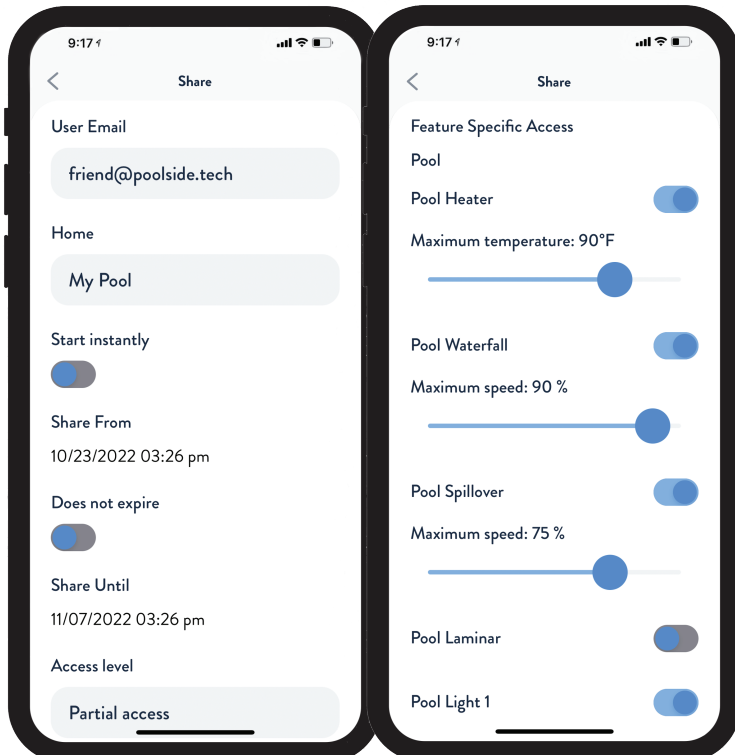 9:17
Share
User Email
friend@poolside.tech
Home
My Pool
Start instantly
Share From
10/23/2022 03:26 pm
Does not expire
Share Until
11/07/2022 03:26 pm
Access level
Partial access
9:17
Share
Feature Specific Access
Pool
Pool Heater
Maximum temperature: 90°F
Pool Waterfall
Maximum speed: 90 %
Pool Spillover
Maximum speed: 75 %
Pool Laminar
Pool Light 1